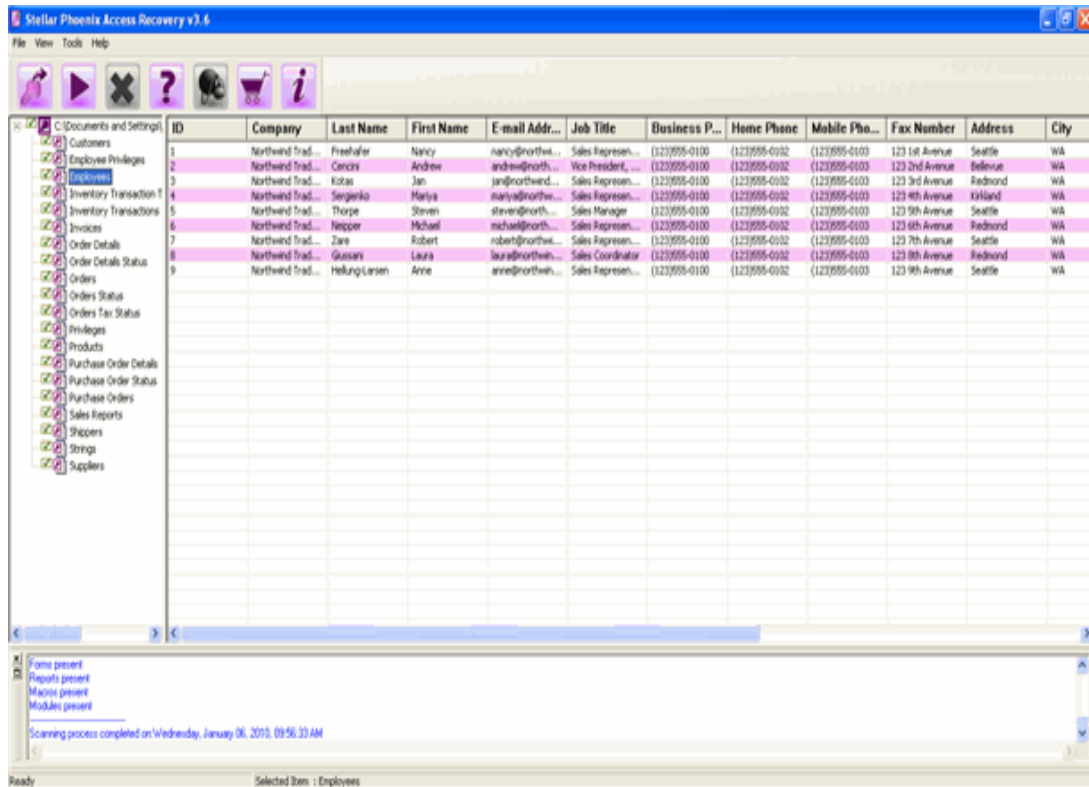 Stellar Phoenix Access Recovery v3.6
File View Tools Help
C:\Documents and Settings\
Customers
Employee Privileges
Employees
Inventory Transaction T
Inventory Transactions
Invoices
Order Details
Order Details Status
Orders
Orders Status
Orders Tax Status
Privileges
Products
Purchase Order Details
Purchase Order Status
Purchase Orders
Sales Reports
Shippers
Strings
Suppliers
ID Company Last Name First Name E-mail Addr... Job Title Business P... Home Phone Mobile Pho... Fax Number Address City
1 Northwind Trad... Freehafer Nancy nancy@northwi... Sales Represen... (123)555-0100 (123)555-0102 (123)555-0103 123 1st Avenue Seattle WA
2 Northwind Trad... Cencini Andrew andrew@north... Vice President, ... (123)555-0100 (123)555-0102 (123)555-0103 123 2nd Avenue Bellevue WA
3 Northwind Trad... Kotas Jan jan@northwind... Sales Represen... (123)555-0100 (123)555-0102 (123)555-0103 123 3rd Avenue Redmond WA
4 Northwind Trad... Sergienko Mariya mariya@northw... Sales Represen... (123)555-0100 (123)555-0102 (123)555-0103 123 4th Avenue Kirkland WA
5 Northwind Trad... Thorpe Steven steven@north... Sales Manager (123)555-0100 (123)555-0102 (123)555-0103 123 5th Avenue Seattle WA
6 Northwind Trad... Neipper Michael michael@north... Sales Represen... (123)555-0100 (123)555-0102 (123)555-0103 123 6th Avenue Redmond WA
7 Northwind Trad... Zare Robert robert@northwi... Sales Represen... (123)555-0100 (123)555-0102 (123)555-0103 123 7th Avenue Seattle WA
8 Northwind Trad... Giussani Laura laura@northwin... Sales Coordinator (123)555-0100 (123)555-0102 (123)555-0103 123 8th Avenue Redmond WA
9 Northwind Trad... Hellung-Larsen Anne anne@northwin... Sales Represen... (123)555-0100 (123)555-0102 (123)555-0103 123 9th Avenue Seattle WA
Forms present
Reports present
Macros present
Modules present
Scanning process completed on:Wednesday, January 06, 2010, 09:56:33 AM
Ready Selected Item : Employees